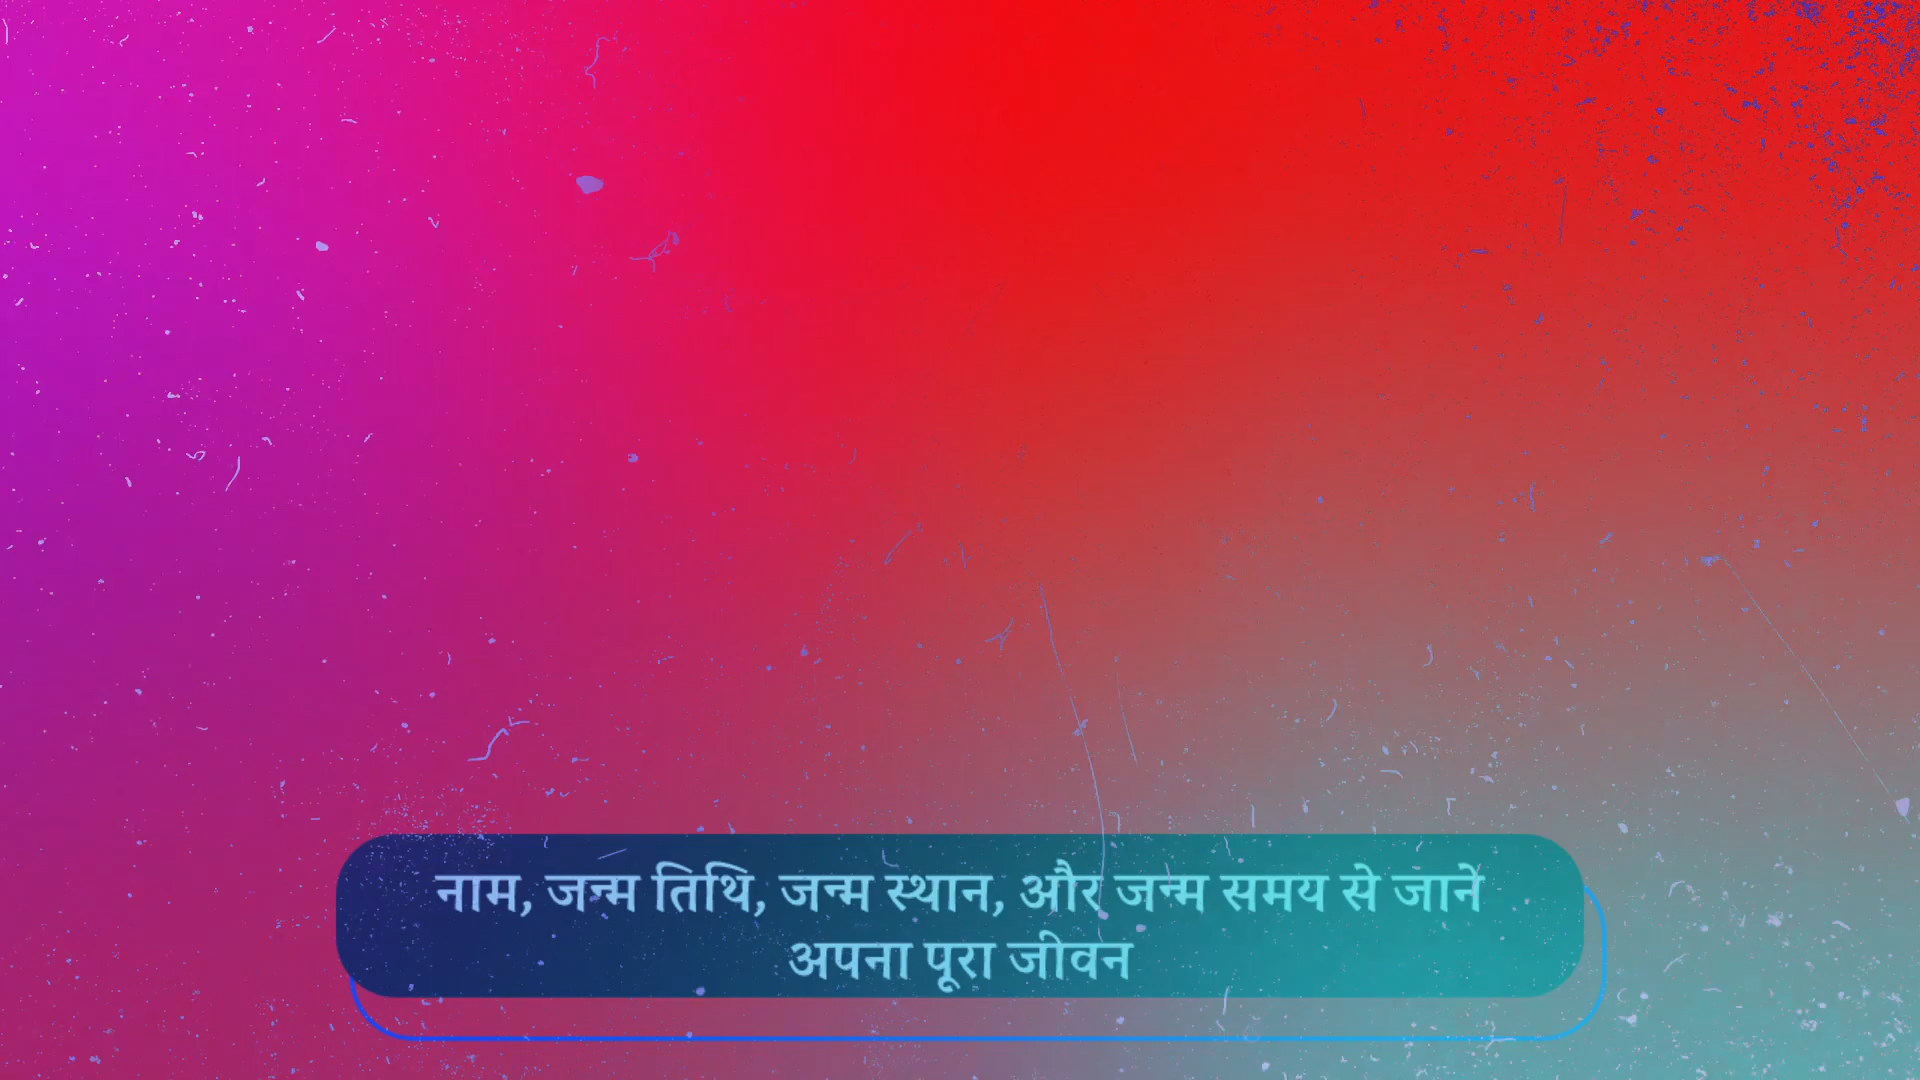 नाम, जन्म तिथि, जन्म स्थान, और जन्म समय से जाने
अपना पूरा जीवन